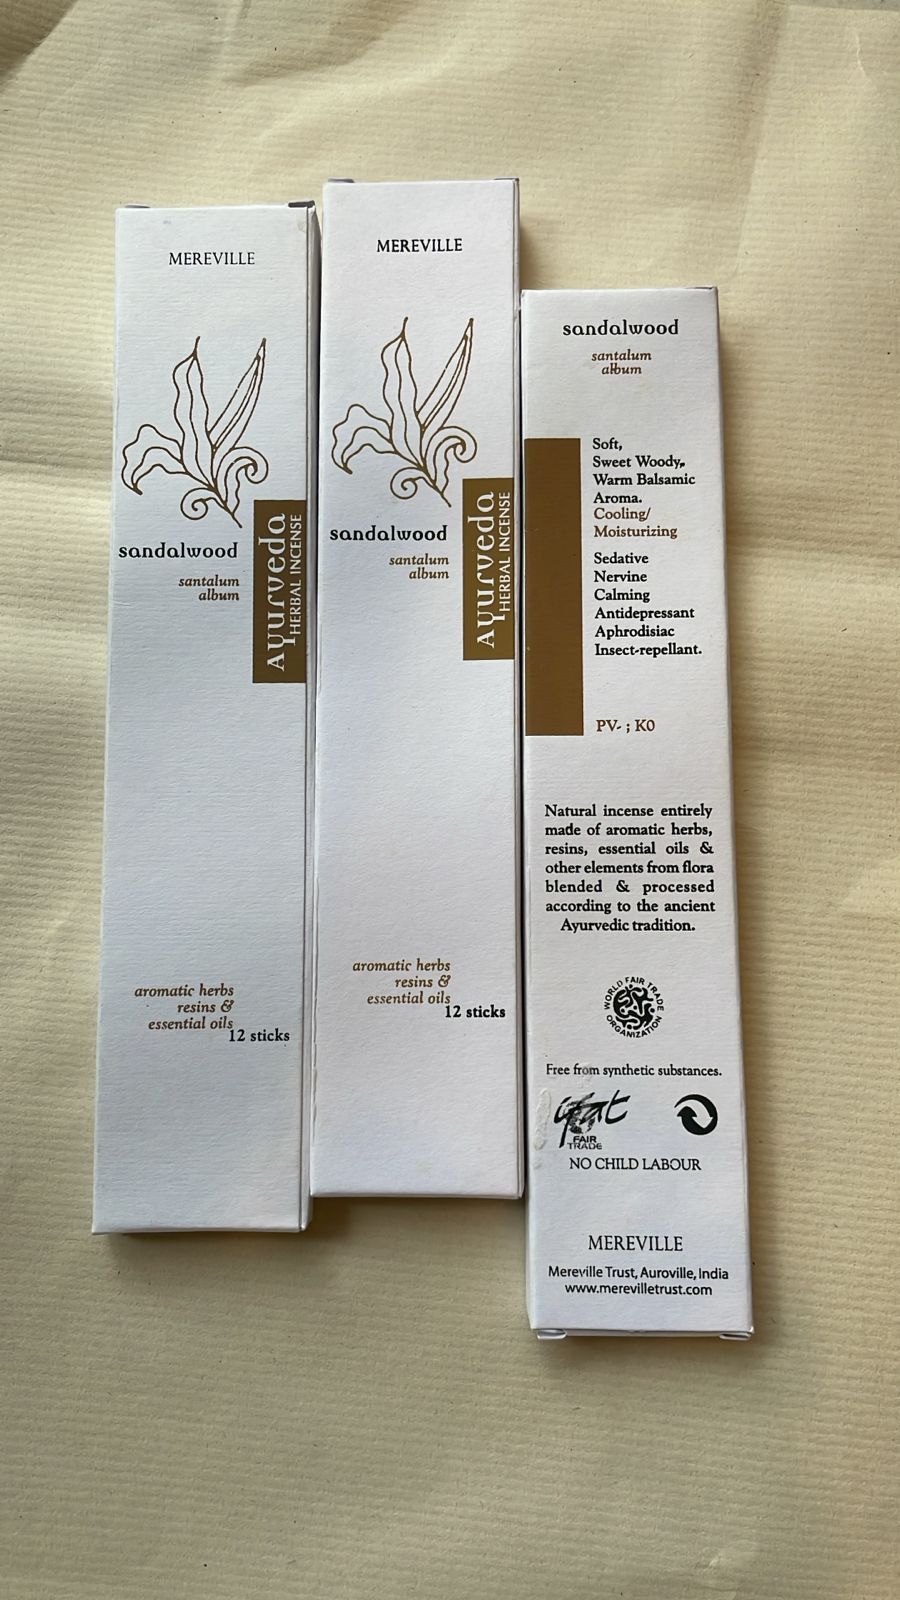 MEREVILLE
sandalwood
santalum
album
Ayurveda
HERBAL INCENSE
aromatic herbs
resins &
essential oils
12 sticks
MEREVILLE
sandalwood
santalum
album
Ayurveda
HERBAL INCENSE
aromatic herbs
resins &
essential oils
12 sticks
sandalwood
santalum
album
Soft,
Sweet Woody,
Warm Balsamic
Aroma.
Cooling/
Moisturizing
Sedative
Nervine
Calming
Antidepressant
Aphrodisiac
Insect-repellant.
PV- ; K0
Natural incense entirely
made of aromatic herbs,
resins, essential oils &
other elements from flora
blended & processed
according to the ancient
Ayurvedic tradition.
WORLD FAIR TRADE
ORGANIZATION
Free from synthetic substances.
FAIR
TRADE
NO CHILD LABOUR
MEREVILLE
Mereville Trust, Auroville, India
www.merevilletrust.com